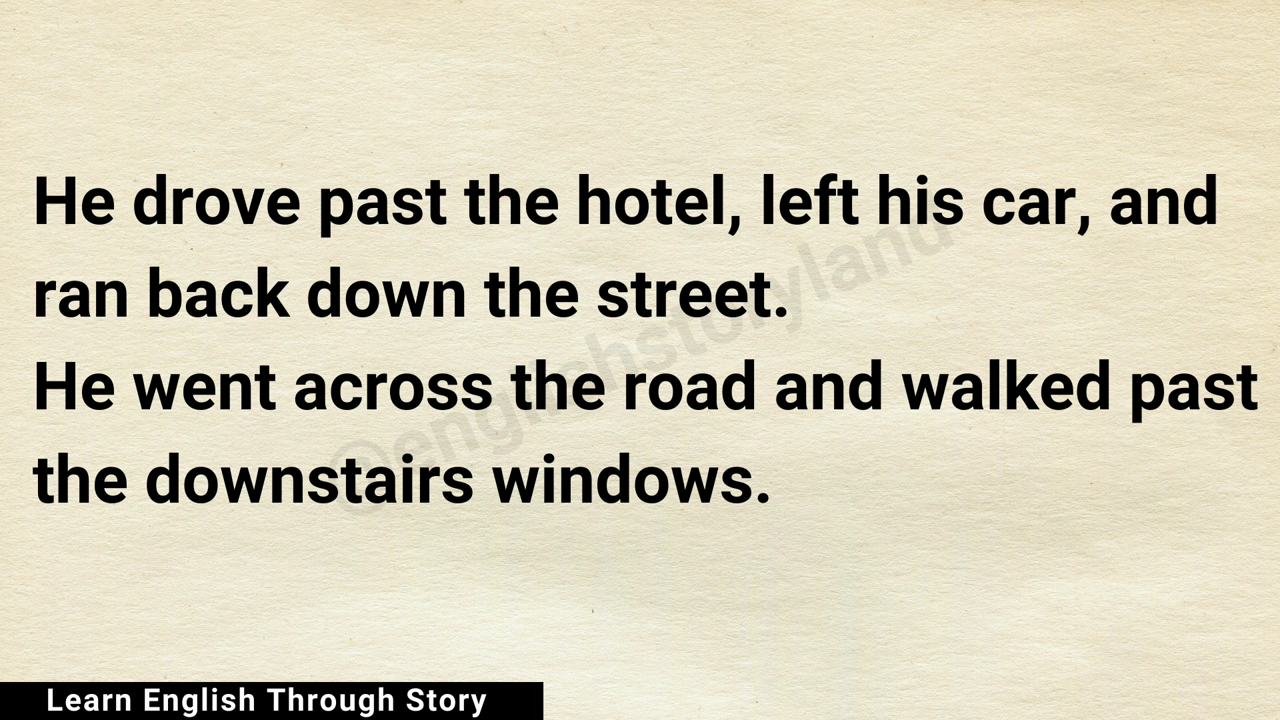 He drove past the hotel, left his car, and
ran back down the street.
He went across the road and walked past
the downstairs windows.
@englishstoryland
Learn English Through Story